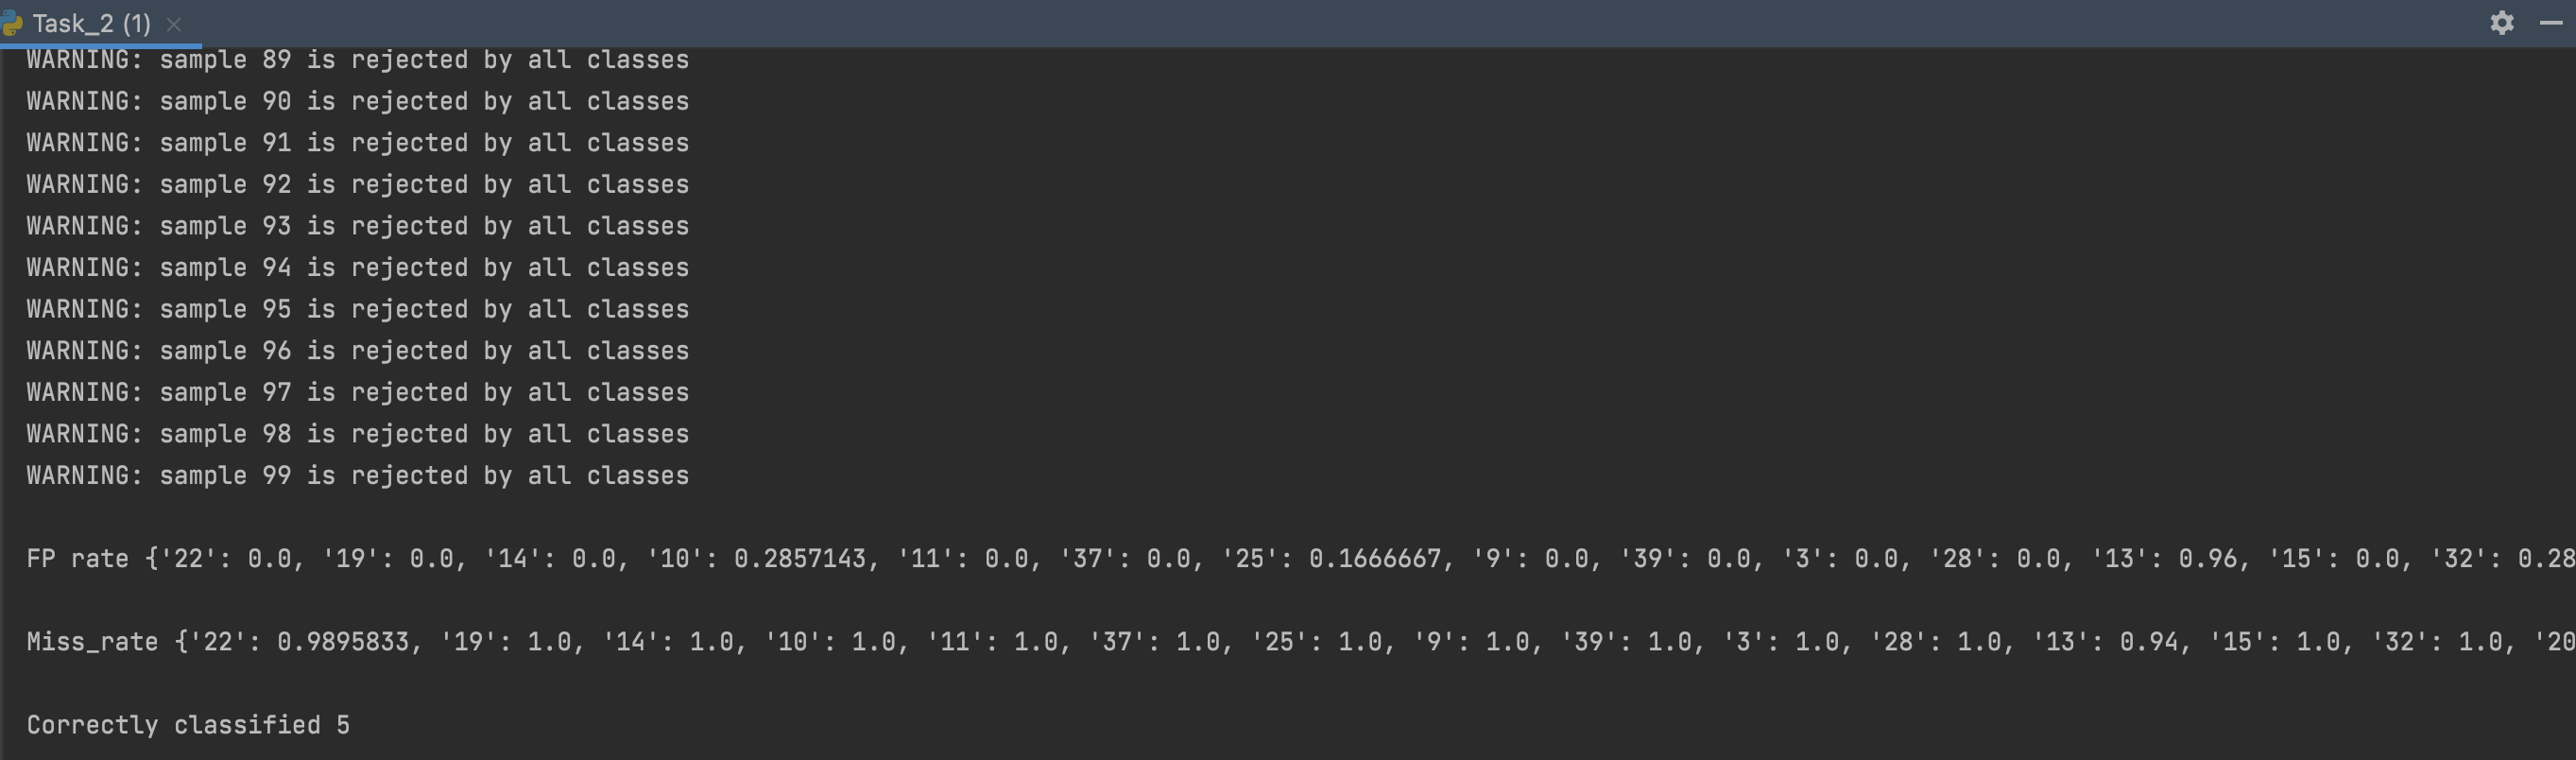 Task_2 (1)
WARNING: sample 89 is rejected by all classes
WARNING: sample 90 is rejected by all classes
WARNING: sample 91 is rejected by all classes
WARNING: sample 92 is rejected by all classes
WARNING: sample 93 is rejected by all classes
WARNING: sample 94 is rejected by all classes
WARNING: sample 95 is rejected by all classes
WARNING: sample 96 is rejected by all classes
WARNING: sample 97 is rejected by all classes
WARNING: sample 98 is rejected by all classes
WARNING: sample 99 is rejected by all classes
FP rate {'22': 0.0, '19': 0.0, '14': 0.0, '10': 0.2857143, '11': 0.0, '37': 0.0, '25': 0.1666667, '9': 0.0, '39': 0.0, '3': 0.0, '28': 0.0, '13': 0.96, '15': 0.0, '32': 0.28
Miss_rate {'22': 0.9895833, '19': 1.0, '14': 1.0, '10': 1.0, '11': 1.0, '37': 1.0, '25': 1.0, '9': 1.0, '39': 1.0, '3': 1.0, '28': 1.0, '13': 0.94, '15': 1.0, '32': 1.0, '20
Correctly classified 5